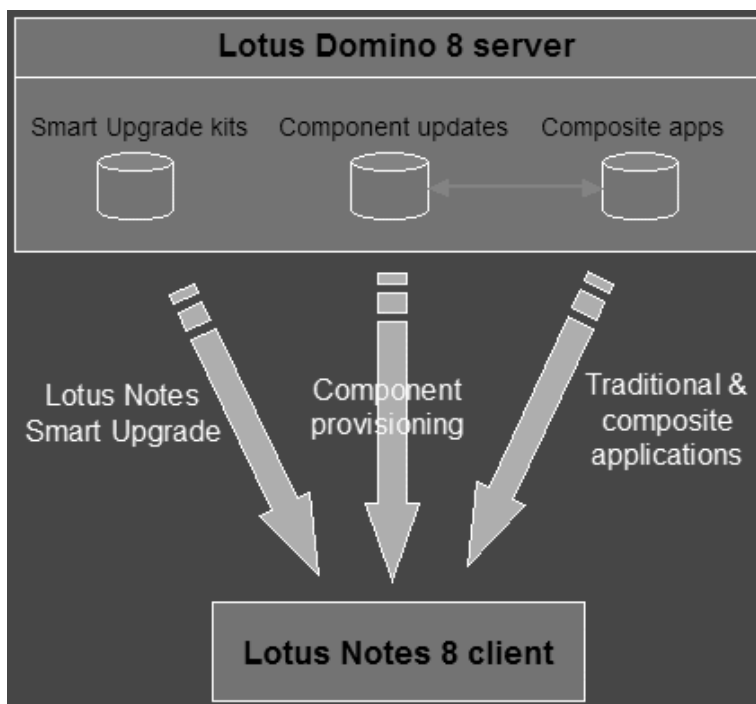 Lotus Domino 8 server
Smart Upgrade kits
Component updates
Composite apps
Lotus Notes
Smart Upgrade
Component
provisioning
Traditional &
composite
applications
Lotus Notes 8 client